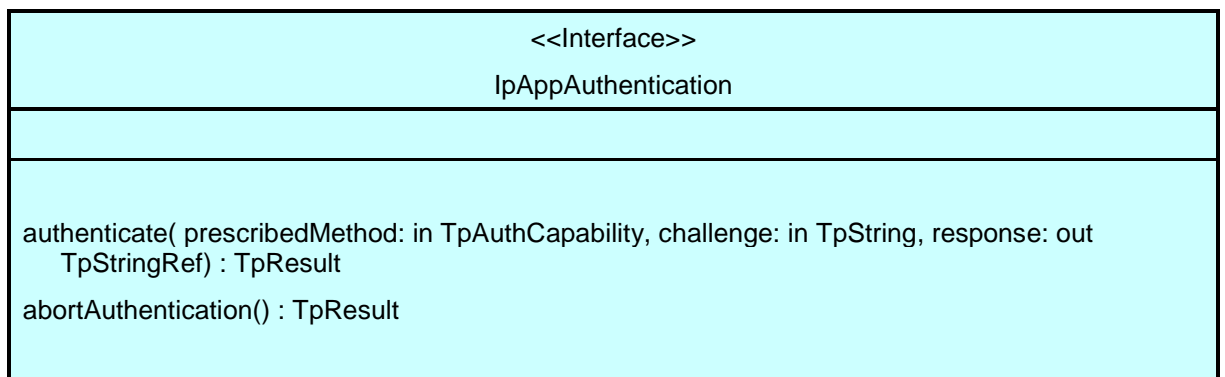 <<Interface>>
IpAppAuthentication
authenticate( prescribedMethod: in TpAuthCapability, challenge: in TpString, response: out
TpStringRef) : TpResult
abortAuthentication() : TpResult